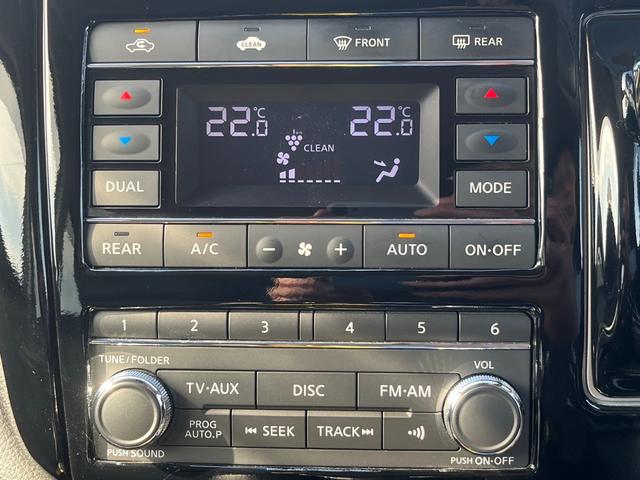 CLEAN FRONT REAR
22.0 °C 22.0 °C
CLEAN
DUAL MODE
REAR A/C − + AUTO ON·OFF
1 2 3 4 5 6
TUNE/FOLDER VOL
TV·AUX DISC FM·AM
PROG
AUTO.P SEEK TRACK
PUSH SOUND PUSH ON·OFF